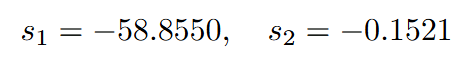 s₁ = −58.8550, s₂ = −0.1521